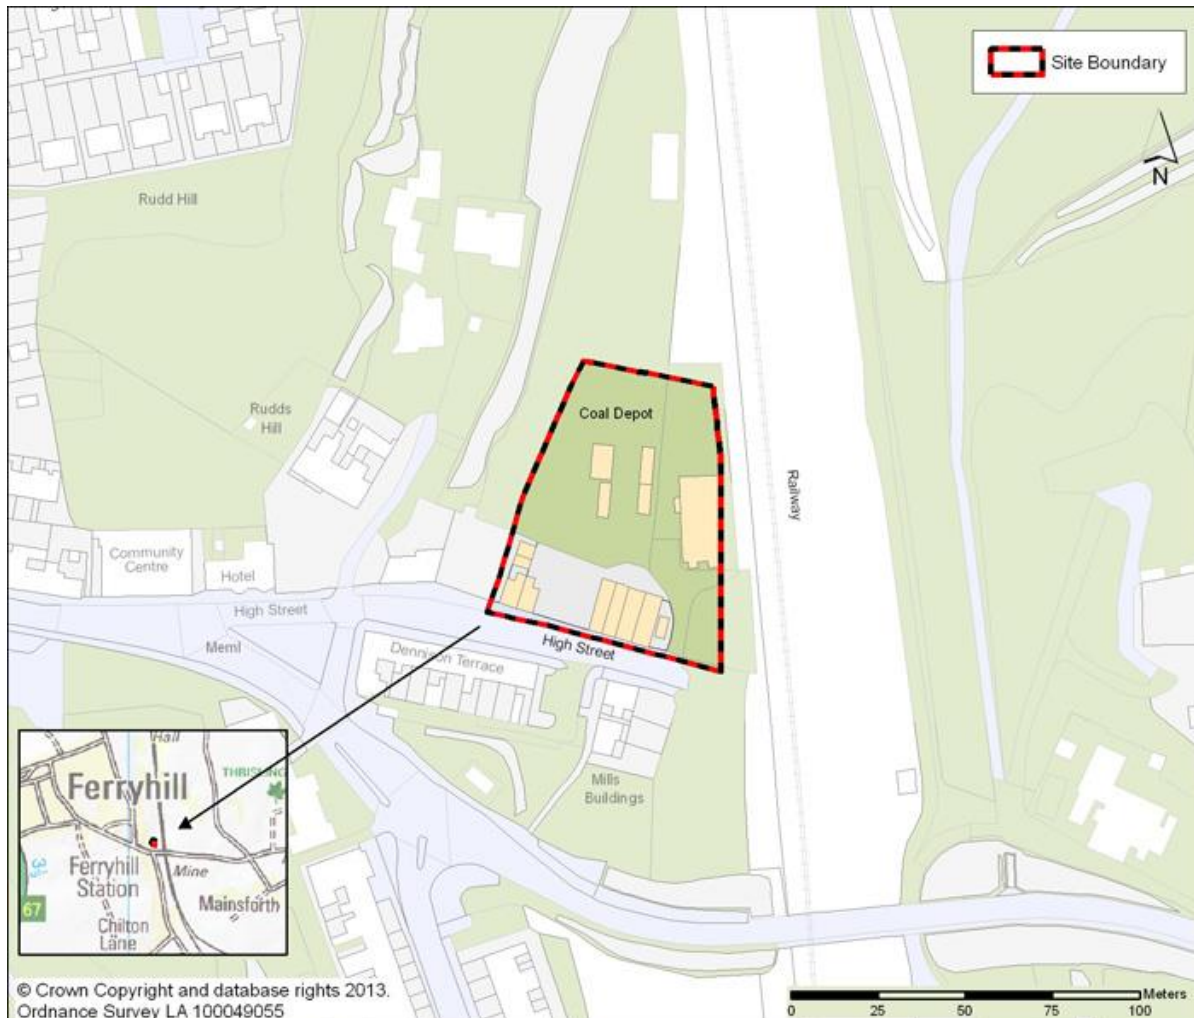 Site Boundary
N
Rudd Hill
Coal Depot
Rudds
Hill
Railway
Community
Centre
Hotel
High Street
High Street
Meml
Dennison Terrace
Mills
Buildings
Hall
THRISLING
Ferryhill
Ferryhill
Station
Mine
Mainsforth
67
Chilton
Lane
© Crown Copyright and database rights 2013.
Ordnance Survey LA 100049055
Meters
0 25 50 75 100